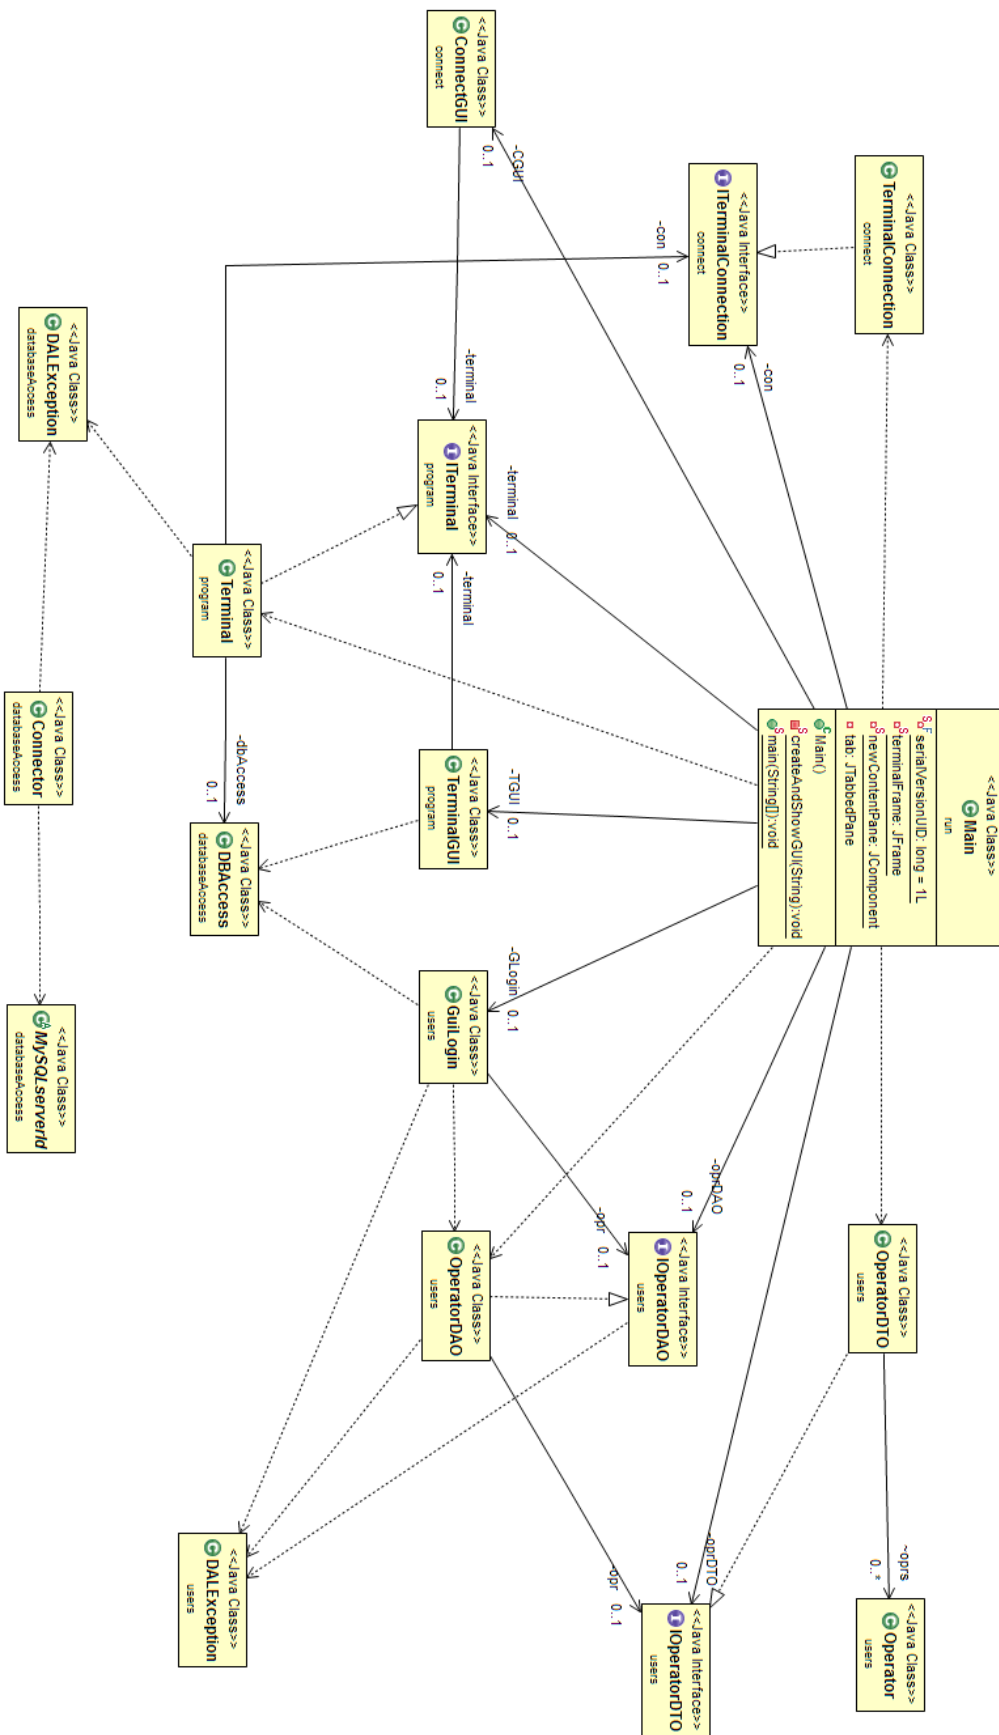 <<Java Class>>
Main
run
serialVersionUID: long = 1L
terminalFrame: JFrame
newContentPane: JComponent
tab: JTabbedPane
Main()
createAndShowGUI(String):void
main(String[]):void
<<Java Class>>
TerminalConnection
connect
<<Java Class>>
OperatorDTO
users
~oprs
0..*
<<Java Class>>
Operator
users
<<Java Interface>>
ITerminalConnection
connect
-con
0..1
-con
0..1
-oprDAO
0..1
<<Java Interface>>
IOperatorDAO
users
-opr
0..1
-oprDTO
0..1
<<Java Interface>>
IOperatorDTO
users
-opr
0..1
<<Java Class>>
ConnectGUI
connect
-CGUI
0..1
-terminal
0..1
<<Java Interface>>
ITerminal
program
-terminal
0..1
-terminal
0..1
<<Java Class>>
TerminalGUI
program
-TGUI
0..1
-GLogin
0..1
<<Java Class>>
GuiLogin
users
<<Java Class>>
OperatorDAO
users
<<Java Class>>
Terminal
program
-dbAccess
0..1
<<Java Class>>
DBAccess
databaseAccess
<<Java Class>>
DALException
users
<<Java Class>>
DALException
databaseAccess
<<Java Class>>
Connector
databaseAccess
<<Java Class>>
MySQLserverId
databaseAccess